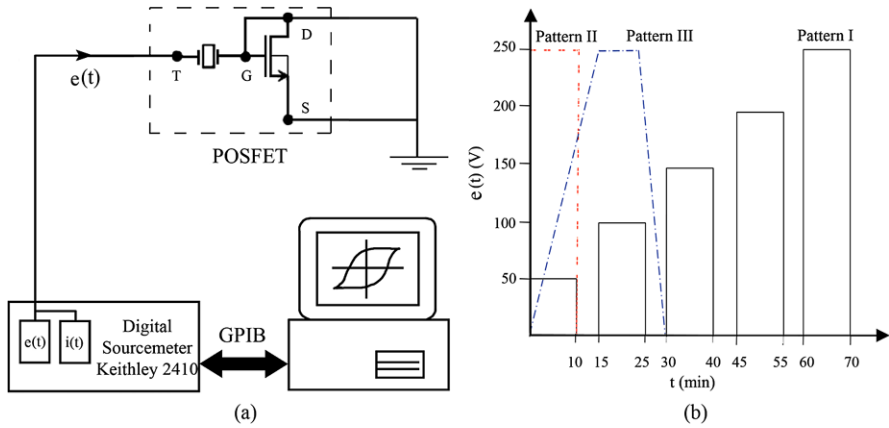 D
e(t)
T
G
S
POSFET
e(t)
i(t)
Digital
Sourcemeter
Keithley 2410
GPIB
(a)
Pattern II
Pattern III
Pattern I
250
200
150
100
50
e(t) (V)
10 15 25 30 40 45 55 60 70
t (min)
(b)